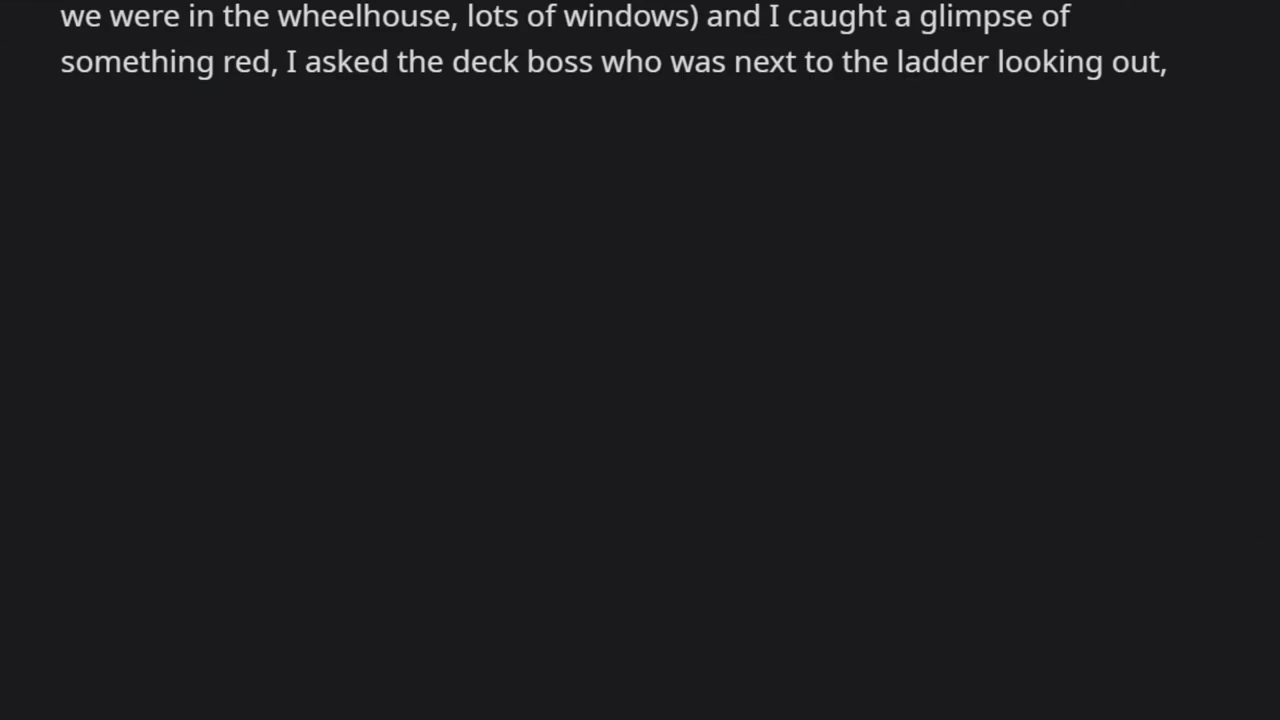 we were in the wheelhouse, lots of windows) and I caught a glimpse of
something red, I asked the deck boss who was next to the ladder looking out,